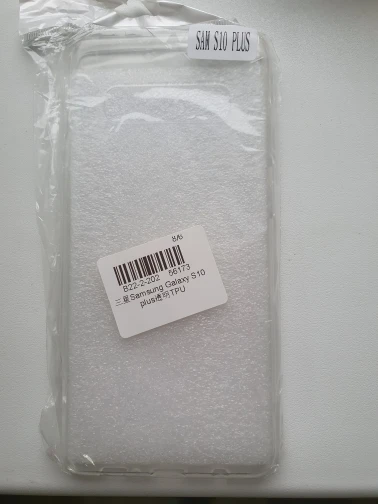 SAM S10 PLUS
B22-2-202 56173
三星Samsung Galaxy S10
plus透明TPU